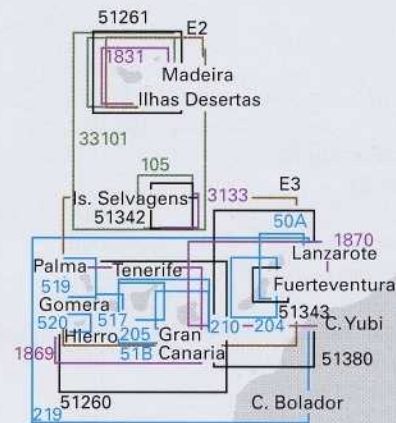 51261
E2
1831
Madeira
Ilhas Desertas
33101
105
Is. Selvagens
3133
E3
51342
50A
1870
Lanzarote
Palma
Tenerife
519
Fuerteventura
Gomera
51343
520
517
210
204
C. Yubi
Hierro
205
Gran
1869
51B
Canaria
51380
51260
C. Bolador
219